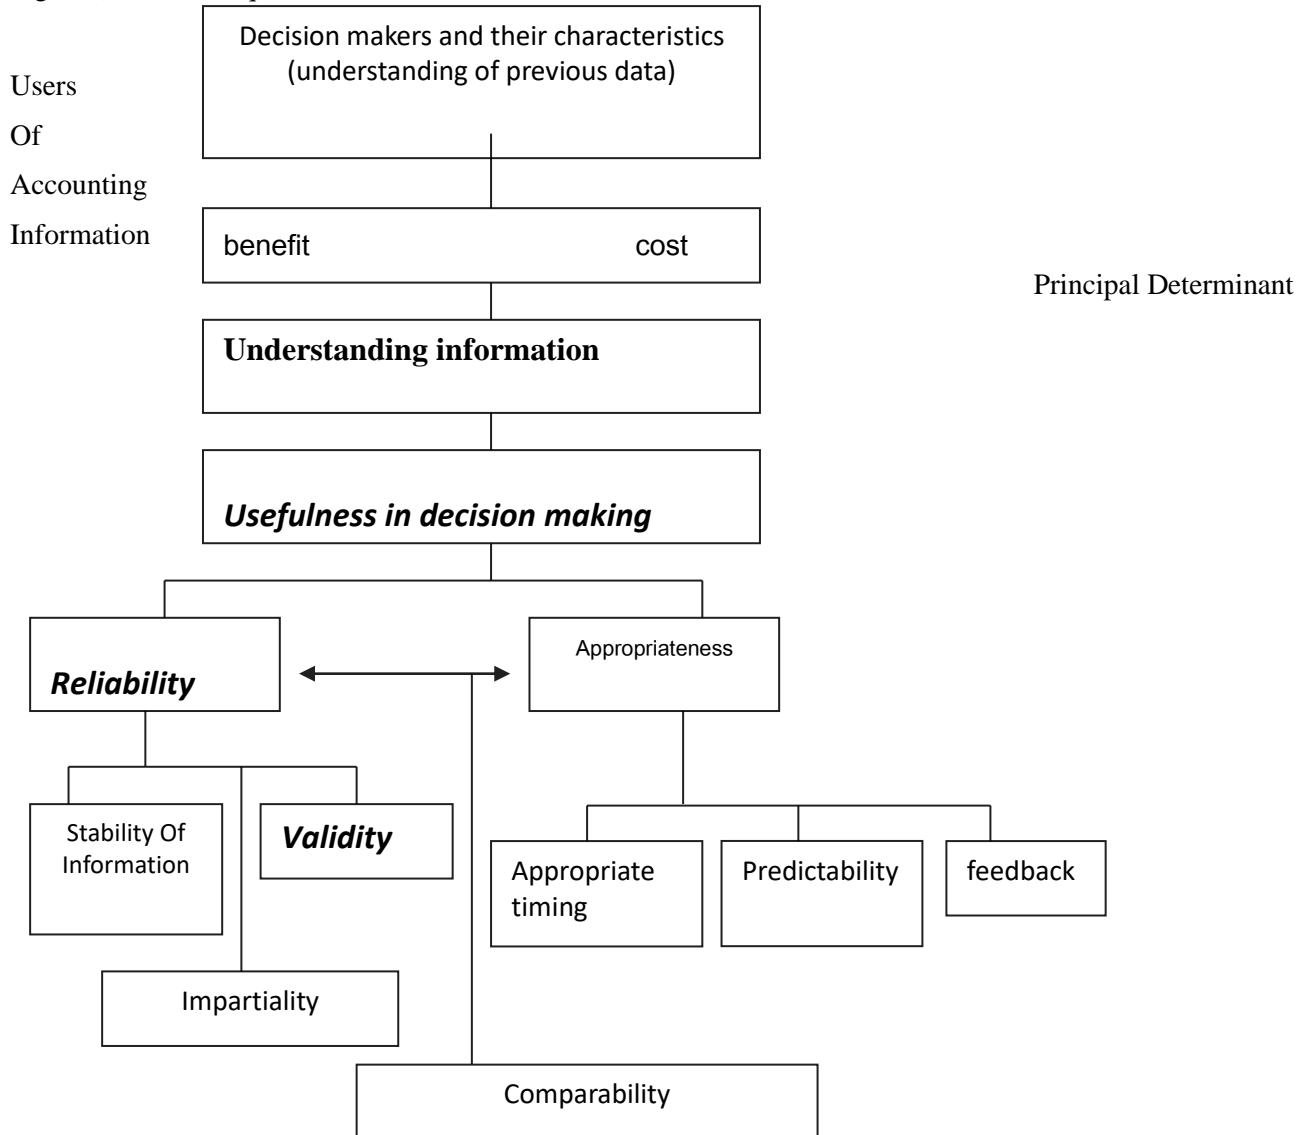 Decision makers and their characteristics
(understanding of previous data)
Users
Of
Accounting
Information
benefit cost
Principal Determinant
Understanding information
Usefulness in decision making
Reliability
Appropriateness
Stability Of
Information
Validity
Appropriate
timing
Predictability
feedback
Impartiality
Comparability